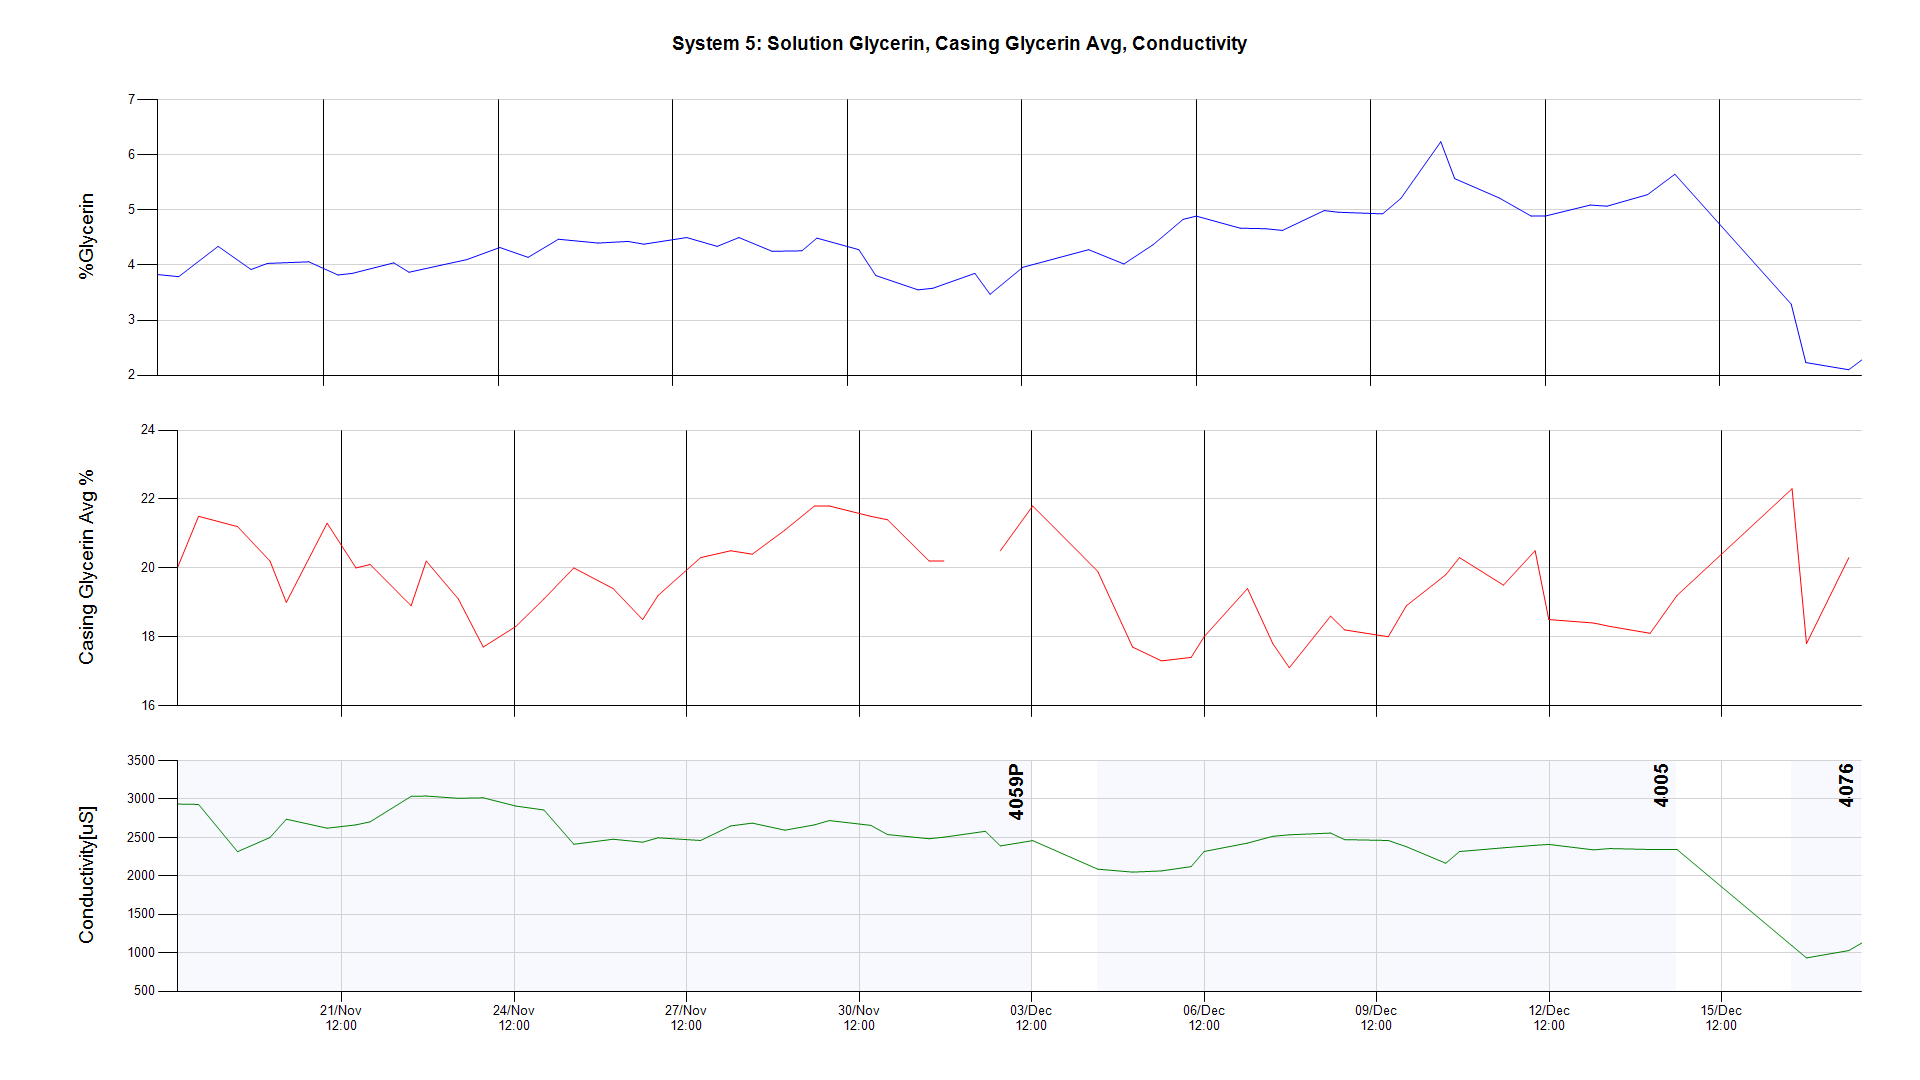 System 5: Solution Glycerin, Casing Glycerin Avg, Conductivity
%Glycerin
7
6
5
4
3
2
Casing Glycerin Avg %
24
22
20
18
16
Conductivity[uS]
3500
3000
2500
2000
1500
1000
500
4059P
4005
4076
21/Nov
12:00
24/Nov
12:00
27/Nov
12:00
30/Nov
12:00
03/Dec
12:00
06/Dec
12:00
09/Dec
12:00
12/Dec
12:00
15/Dec
12:00